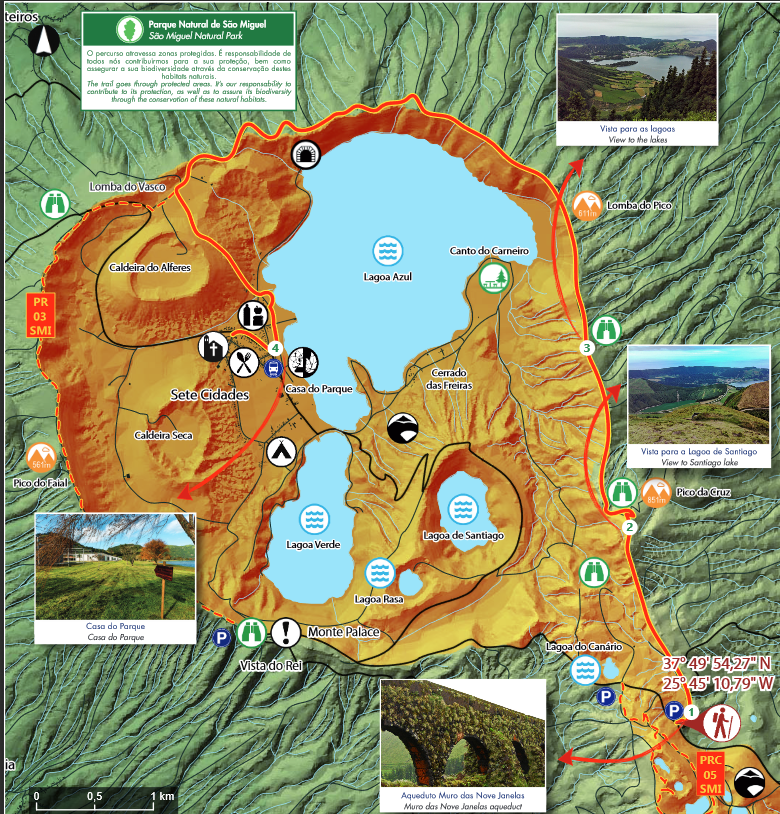 teiros
Parque Natural de São Miguel
São Miguel Natural Park
O percurso atravessa zonas protegidas. É responsabilidade de
todos nós contribuirmos para a sua proteção, bem como
assegurar a sua biodiversidade através da conservação destes
habitats naturais.
The trail goes through protected areas. It's our responsability to
contribute to its protection, as well as to assure its biodiversity
through the conservation of these natural habitats.
Vista para as lagoas
View to the lakes
Lomba do Vasco
511m
Lomba do Pico
Canto do Carneiro
Caldeira do Alferes
Lagoa Azul
PR
03
SMI
3
4
Casa do Parque
Cerrado
das Freiras
Sete Cidades
Caldeira Seca
Vista para a Lagoa de Santiago
View to Santiago lake
561m
Pico do Faial
851m
Pico da Cruz
2
Lagoa Verde
Lagoa de Santiago
Lagoa Rasa
Casa do Parque
Casa do Parque
P
!
Monte Palace
Vista do Rei
Lagoa do Canário
37° 49' 54,27" N
25° 45' 10,79" W
P
P
1
PRC
05
SMI
Aqueduto Muro das Nove Janelas
Muro das Nove Janelas aqueduct
ia
0
0,5
1 km